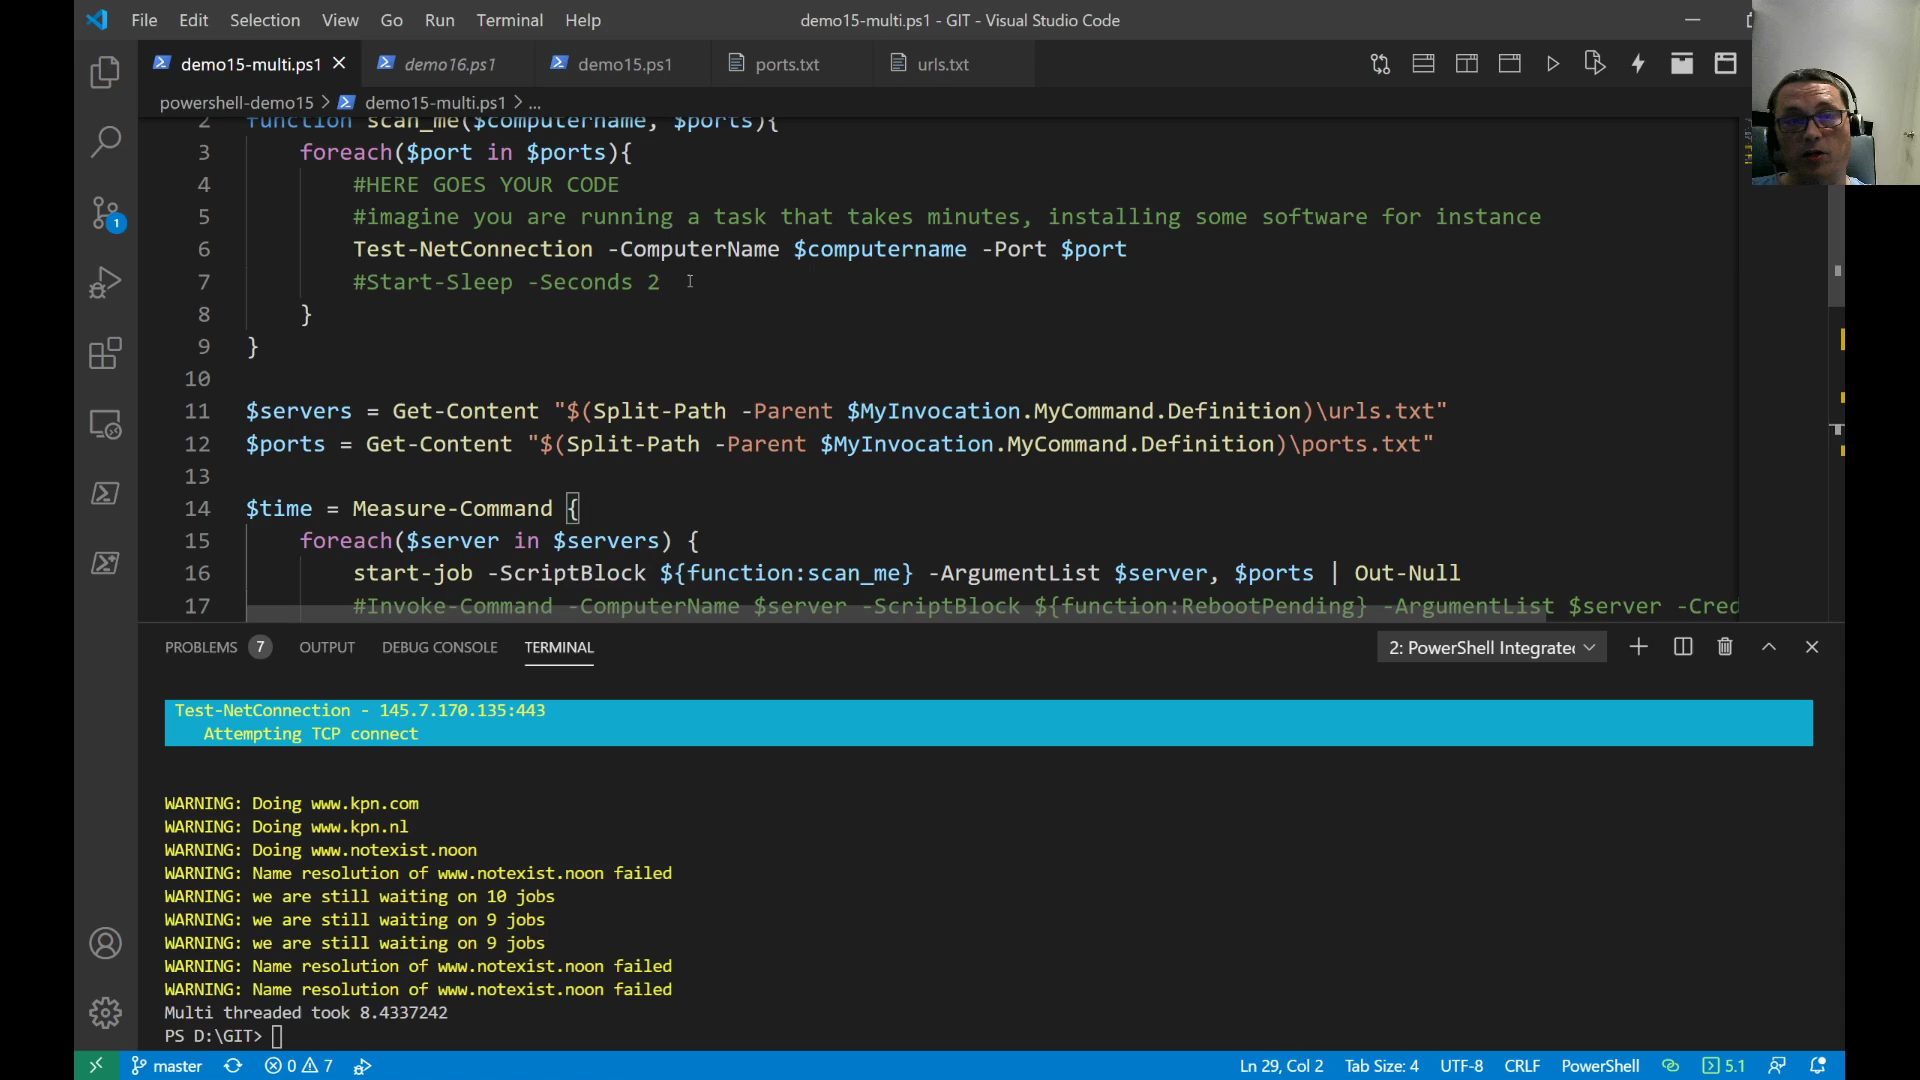 File Edit Selection View Go Run Terminal Help demo15-multi.ps1 - GIT - Visual Studio Code
demo15-multi.ps1 demo16.ps1 demo15.ps1 ports.txt urls.txt
powershell-demo15 > demo15-multi.ps1 > ...
2 function scan_me($computername, $ports){
3 foreach($port in $ports){
4 #HERE GOES YOUR CODE
5 #imagine you are running a task that takes minutes, installing some software for instance
6 Test-NetConnection -ComputerName $computername -Port $port
7 #Start-Sleep -Seconds 2
8 }
9 }
10
11 $servers = Get-Content "$(Split-Path -Parent $MyInvocation.MyCommand.Definition)\urls.txt"
12 $ports = Get-Content "$(Split-Path -Parent $MyInvocation.MyCommand.Definition)\ports.txt"
13
14 $time = Measure-Command {
15 foreach($server in $servers) {
16 start-job -ScriptBlock ${function:scan_me} -ArgumentList $server, $ports | Out-Null
17 #Invoke-Command -ComputerName $server -ScriptBlock ${function:RebootPending} -ArgumentList $server -Cred
1
PROBLEMS 7 OUTPUT DEBUG CONSOLE TERMINAL 2: PowerShell Integrate
Test-NetConnection - 145.7.170.135:443
Attempting TCP connect
WARNING: Doing www.kpn.com
WARNING: Doing www.kpn.nl
WARNING: Doing www.notexist.noon
WARNING: Name resolution of www.notexist.noon failed
WARNING: we are still waiting on 10 jobs
WARNING: we are still waiting on 9 jobs
WARNING: we are still waiting on 9 jobs
WARNING: Name resolution of www.notexist.noon failed
WARNING: Name resolution of www.notexist.noon failed
Multi threaded took 8.4337242
PS D:\GIT>
master 0 7 Ln 29, Col 2 Tab Size: 4 UTF-8 CRLF PowerShell 5.1